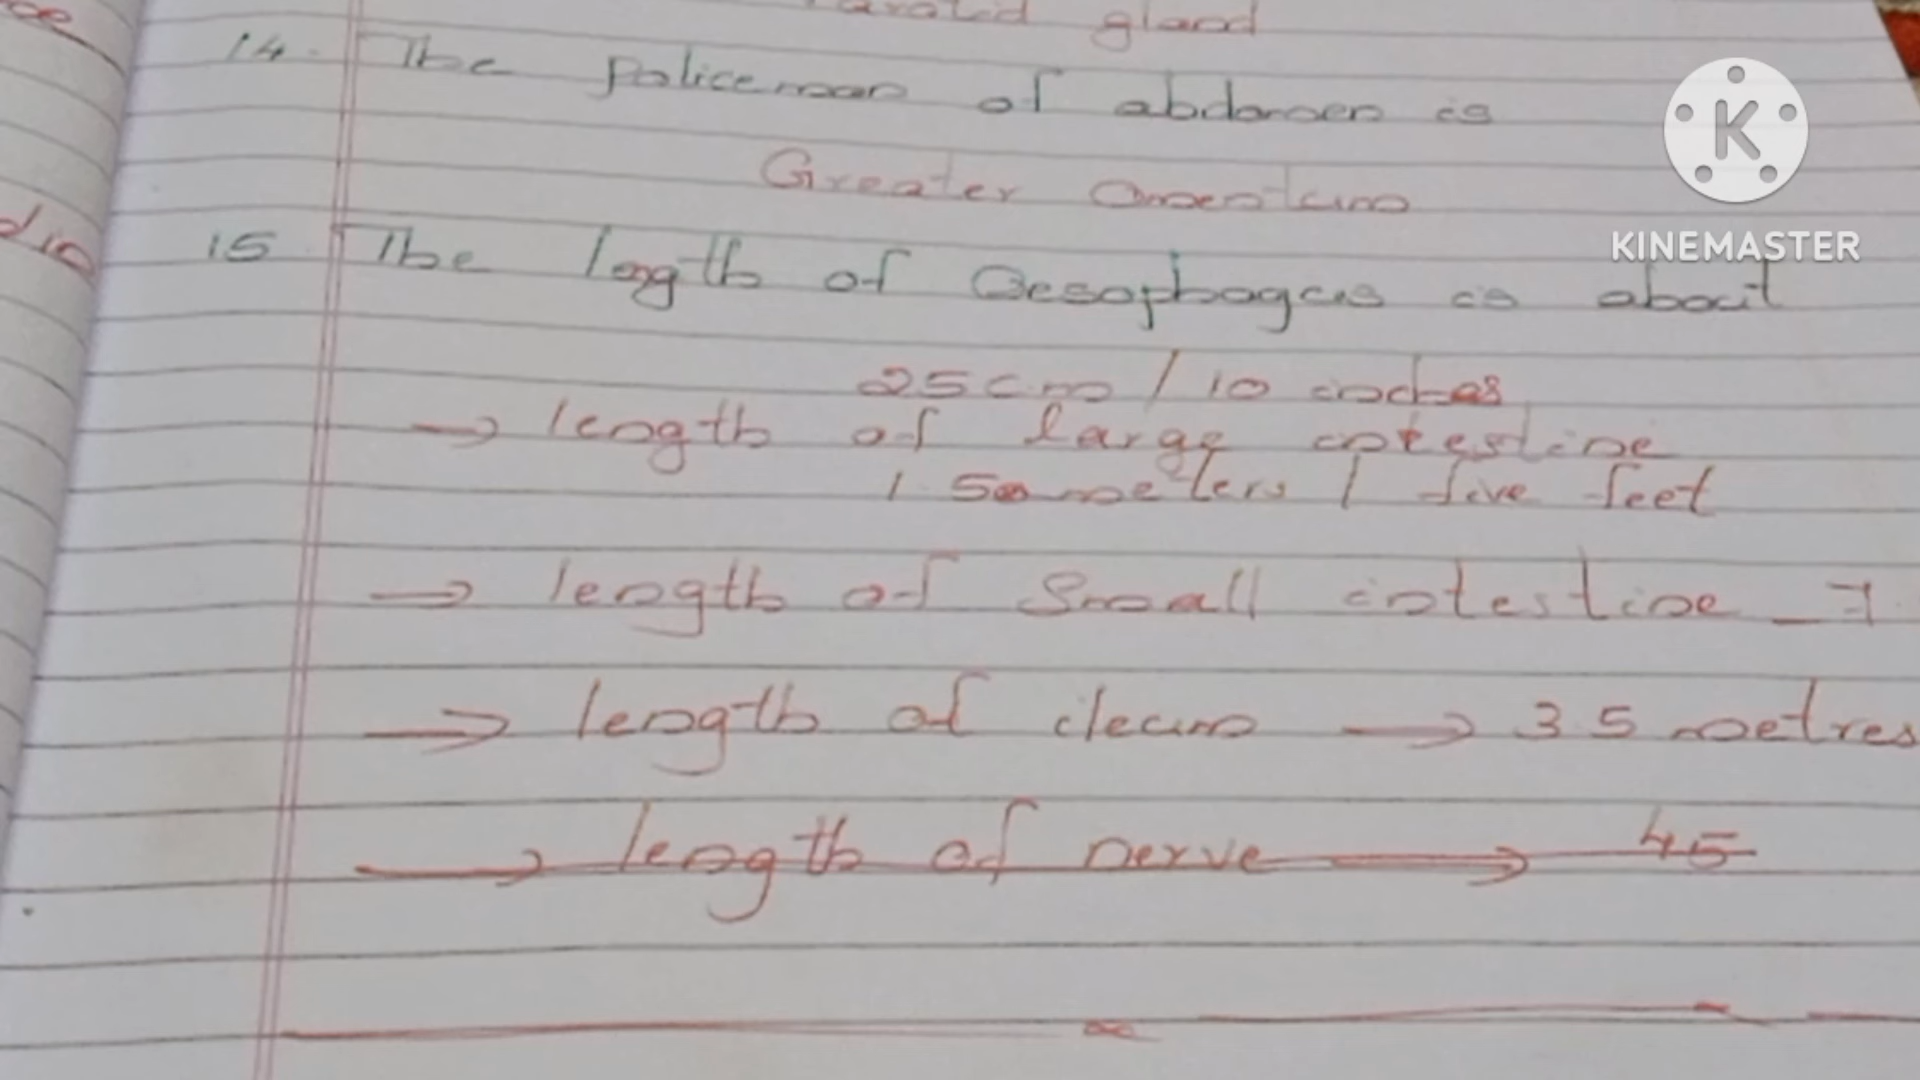 Parotid gland
14. The Policeman of abdomen is
Greater Omentum
15 The length of Oesophagus is about
25cm / 10 inches
→ length of large intestine
1.5 meters / five feet
→ length of Small intestine - 7
→ length of ileum → 3 5 metres
→ length of nerve → 45
K
KINEMASTER